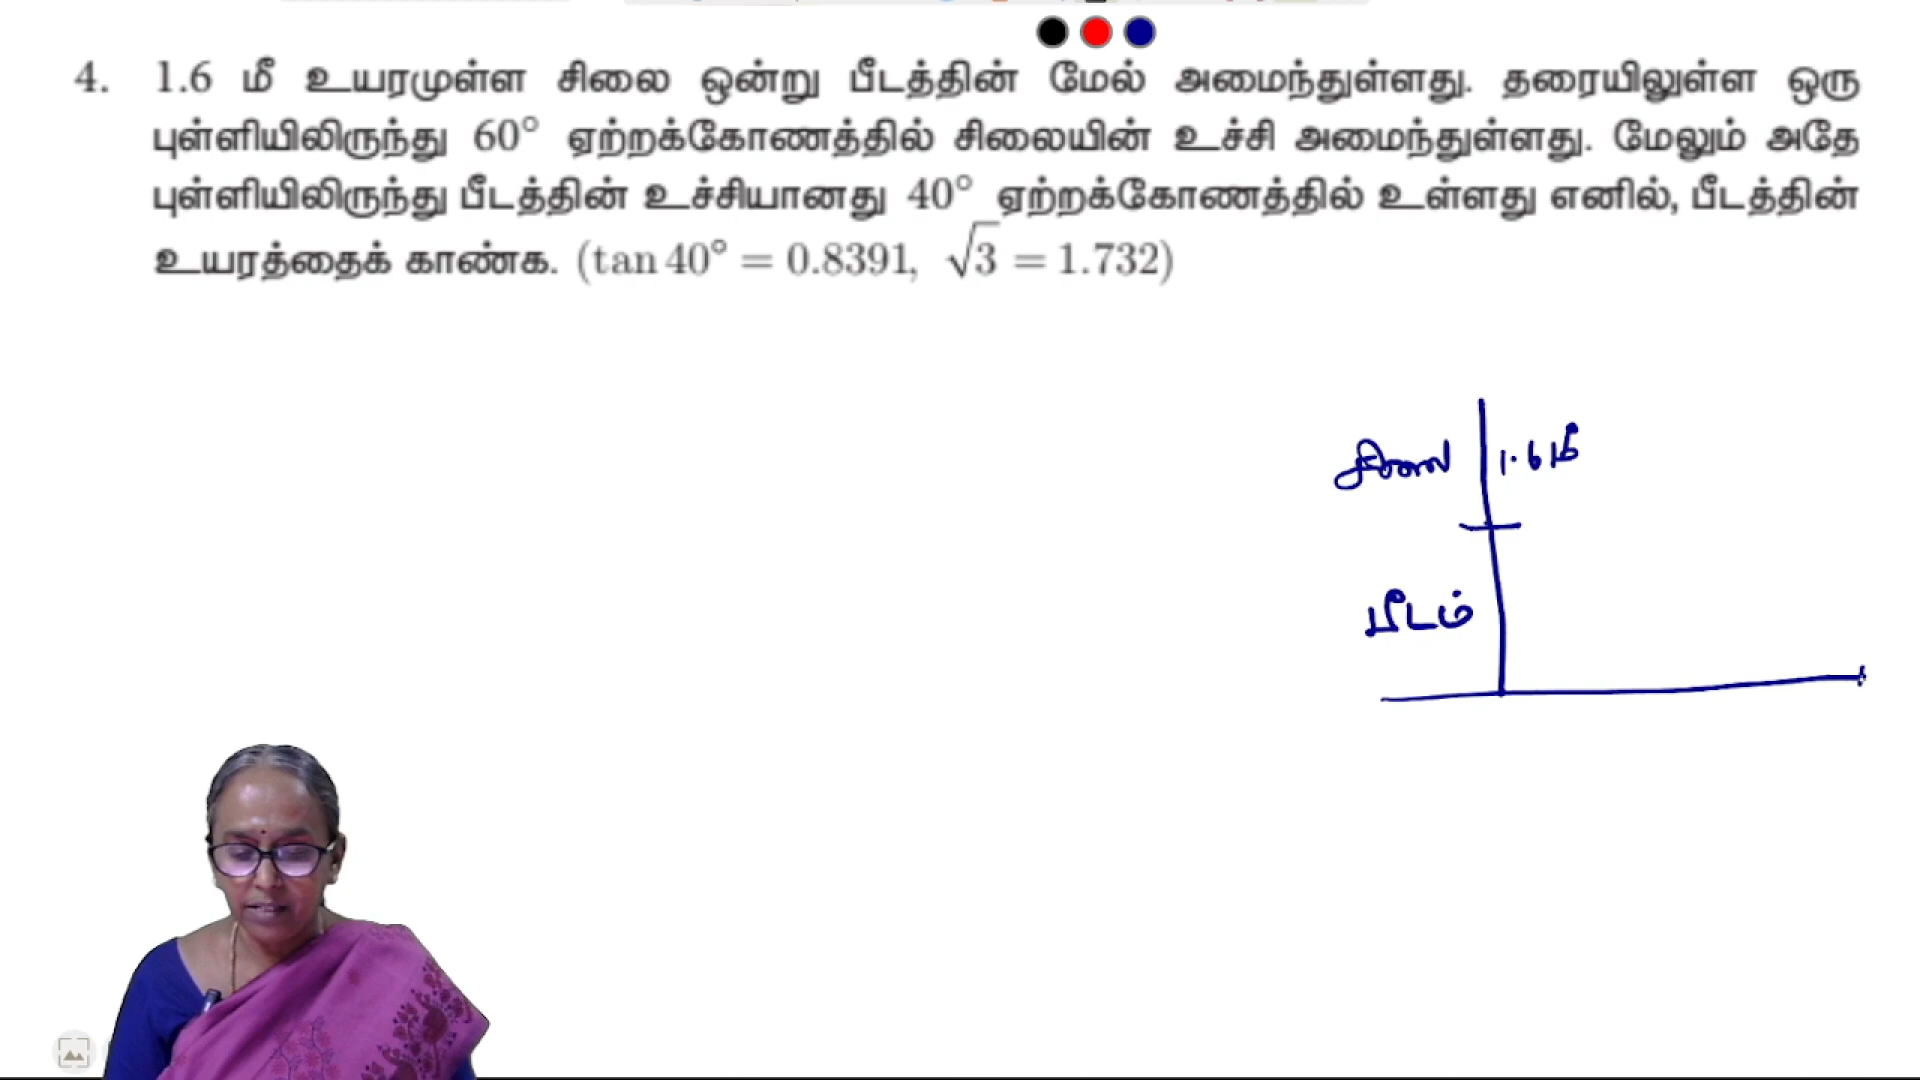 4. 1.6 மீ உயரமுள்ள சிலை ஒன்று பீடத்தின் மேல் அமைந்துள்ளது. தரையிலுள்ள ஒரு
புள்ளியிலிருந்து 60° ஏற்றக்கோணத்தில் சிலையின் உச்சி அமைந்துள்ளது. மேலும் அதே
புள்ளியிலிருந்து பீடத்தின் உச்சியானது 40° ஏற்றக்கோணத்தில் உள்ளது எனில், பீடத்தின்
உயரத்தைக் காண்க. (tan 40° = 0.8391, √3 = 1.732)
சிலை 1.6மீ
பீடம்